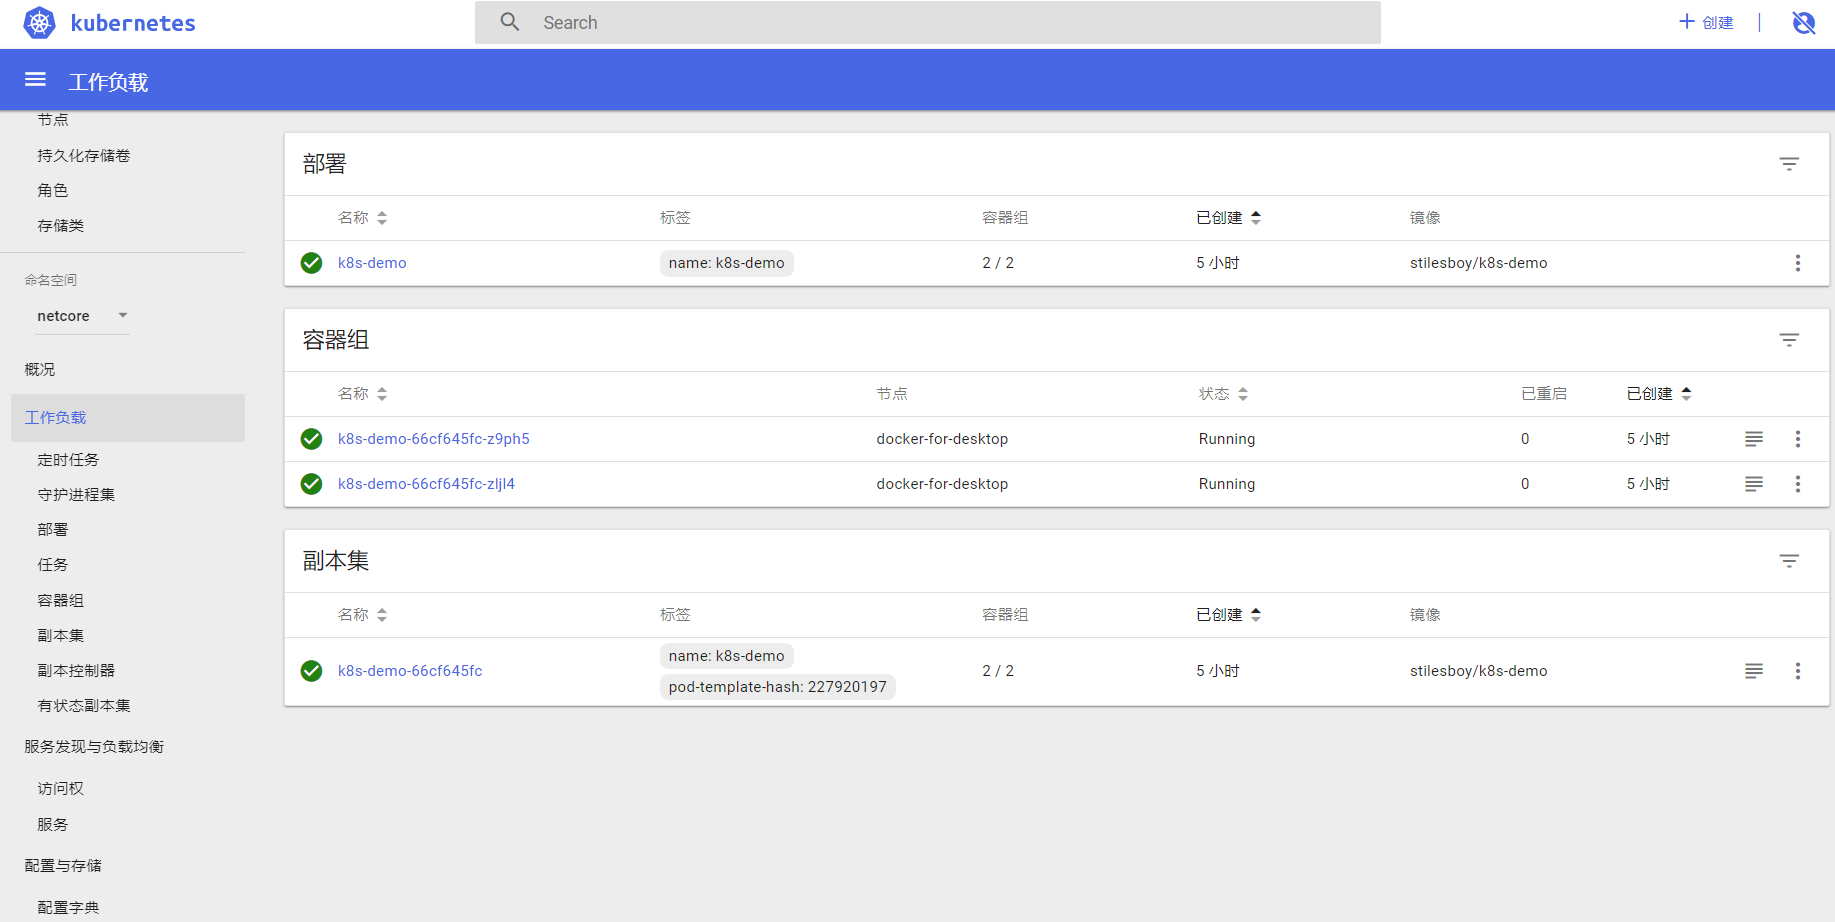 kubernetes
Search
创建
工作负载
节点
持久化存储卷
角色
存储类
命名空间
netcore
概况
工作负载
定时任务
守护进程集
部署
任务
容器组
副本集
副本控制器
有状态副本集
服务发现与负载均衡
访问权
服务
配置与存储
配置字典
部署
名称 标签 容器组 已创建 镜像
k8s-demo name: k8s-demo 2 / 2 5 小时 stilesboy/k8s-demo
容器组
名称 节点 状态 已重启 已创建
k8s-demo-66cf645fc-z9ph5 docker-for-desktop Running 0 5 小时
k8s-demo-66cf645fc-zljl4 docker-for-desktop Running 0 5 小时
副本集
名称 标签 容器组 已创建 镜像
k8s-demo-66cf645fc name: k8s-demo 2 / 2 5 小时 stilesboy/k8s-demo
pod-template-hash: 227920197